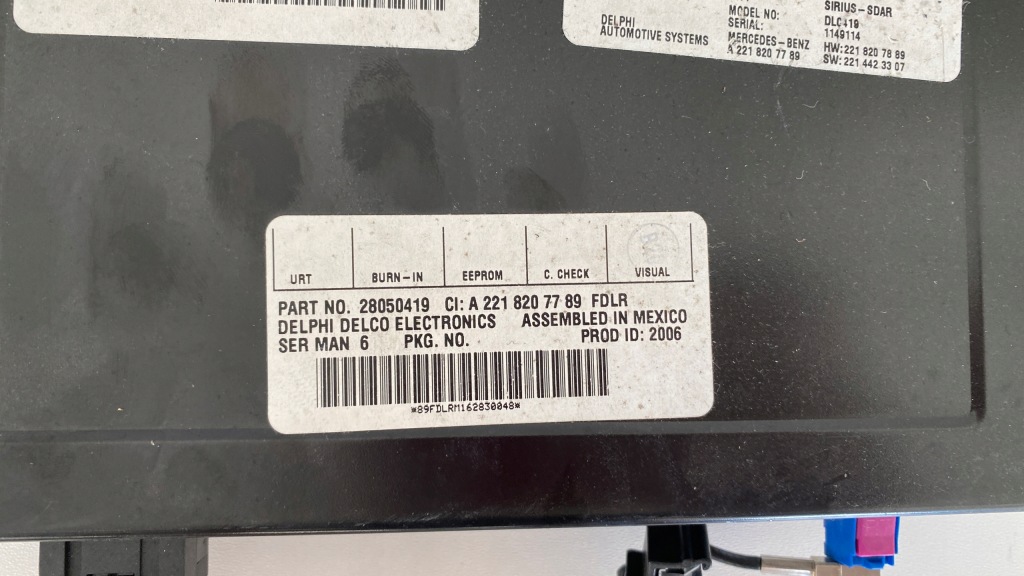 SIRIUS-SDAR
MODEL NO: DLC419
SERIAL: 1149114
DELPHI
AUTOMOTIVE SYSTEMS
MERCEDES-BENZ HW: 221 820 78 89
A 221 820 77 89 SW: 221 442 33 07
URT BURN-IN EEPROM C. CHECK VISUAL
PART NO. 28050419 CI: A 221 820 77 89 FDLR
DELPHI DELCO ELECTRONICS ASSEMBLED IN MEXICO
SER MAN 6 PKG. NO. PROD ID: 2006
*89FDLRM162830048*